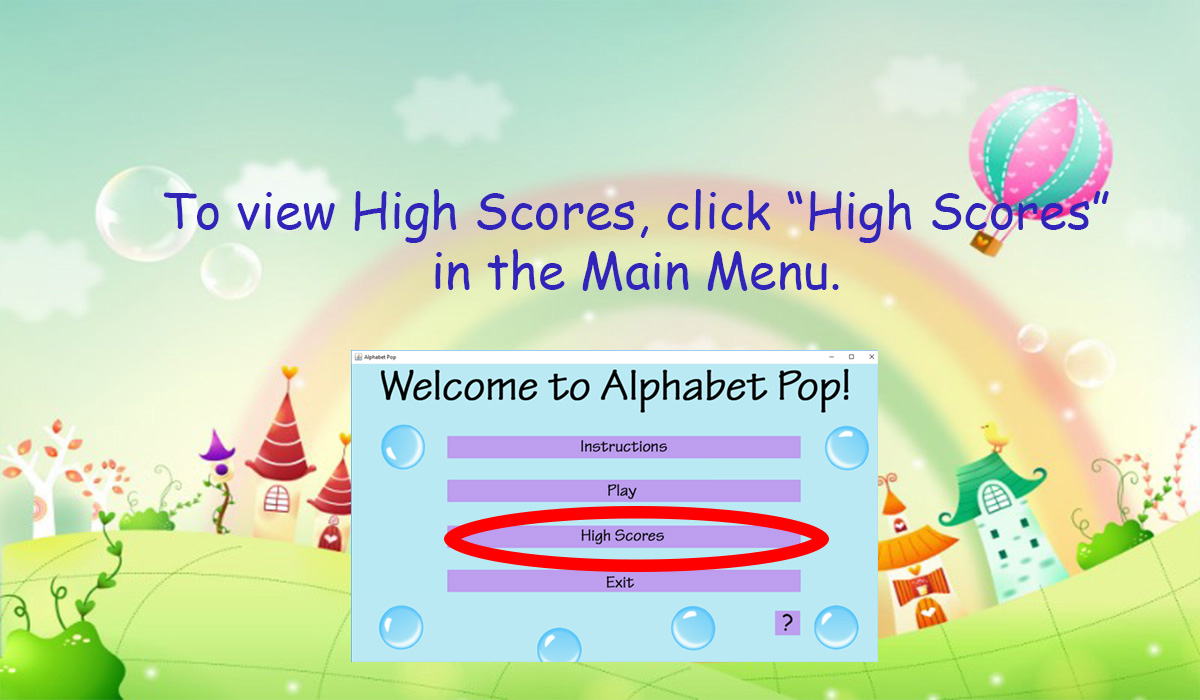 To view High Scores, click “High Scores”
in the Main Menu.
Alphabet Pop
Welcome to Alphabet Pop!
Instructions
Play
High Scores
Exit
?